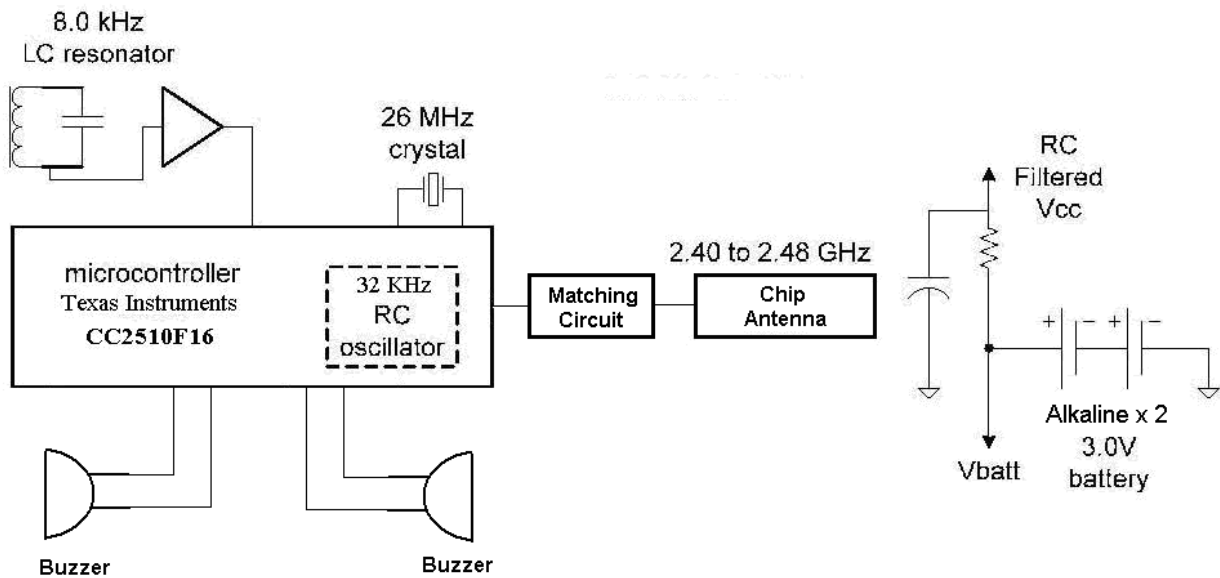 8.0 kHz
LC resonator
26 MHz
crystal
RC
Filtered
Vcc
microcontroller
Texas Instruments
CC2510F16
32 KHz
RC
oscillator
2.40 to 2.48 GHz
Matching
Circuit
Chip
Antenna
+ - + -
Alkaline x 2
3.0V
battery
Vbatt
Buzzer
Buzzer